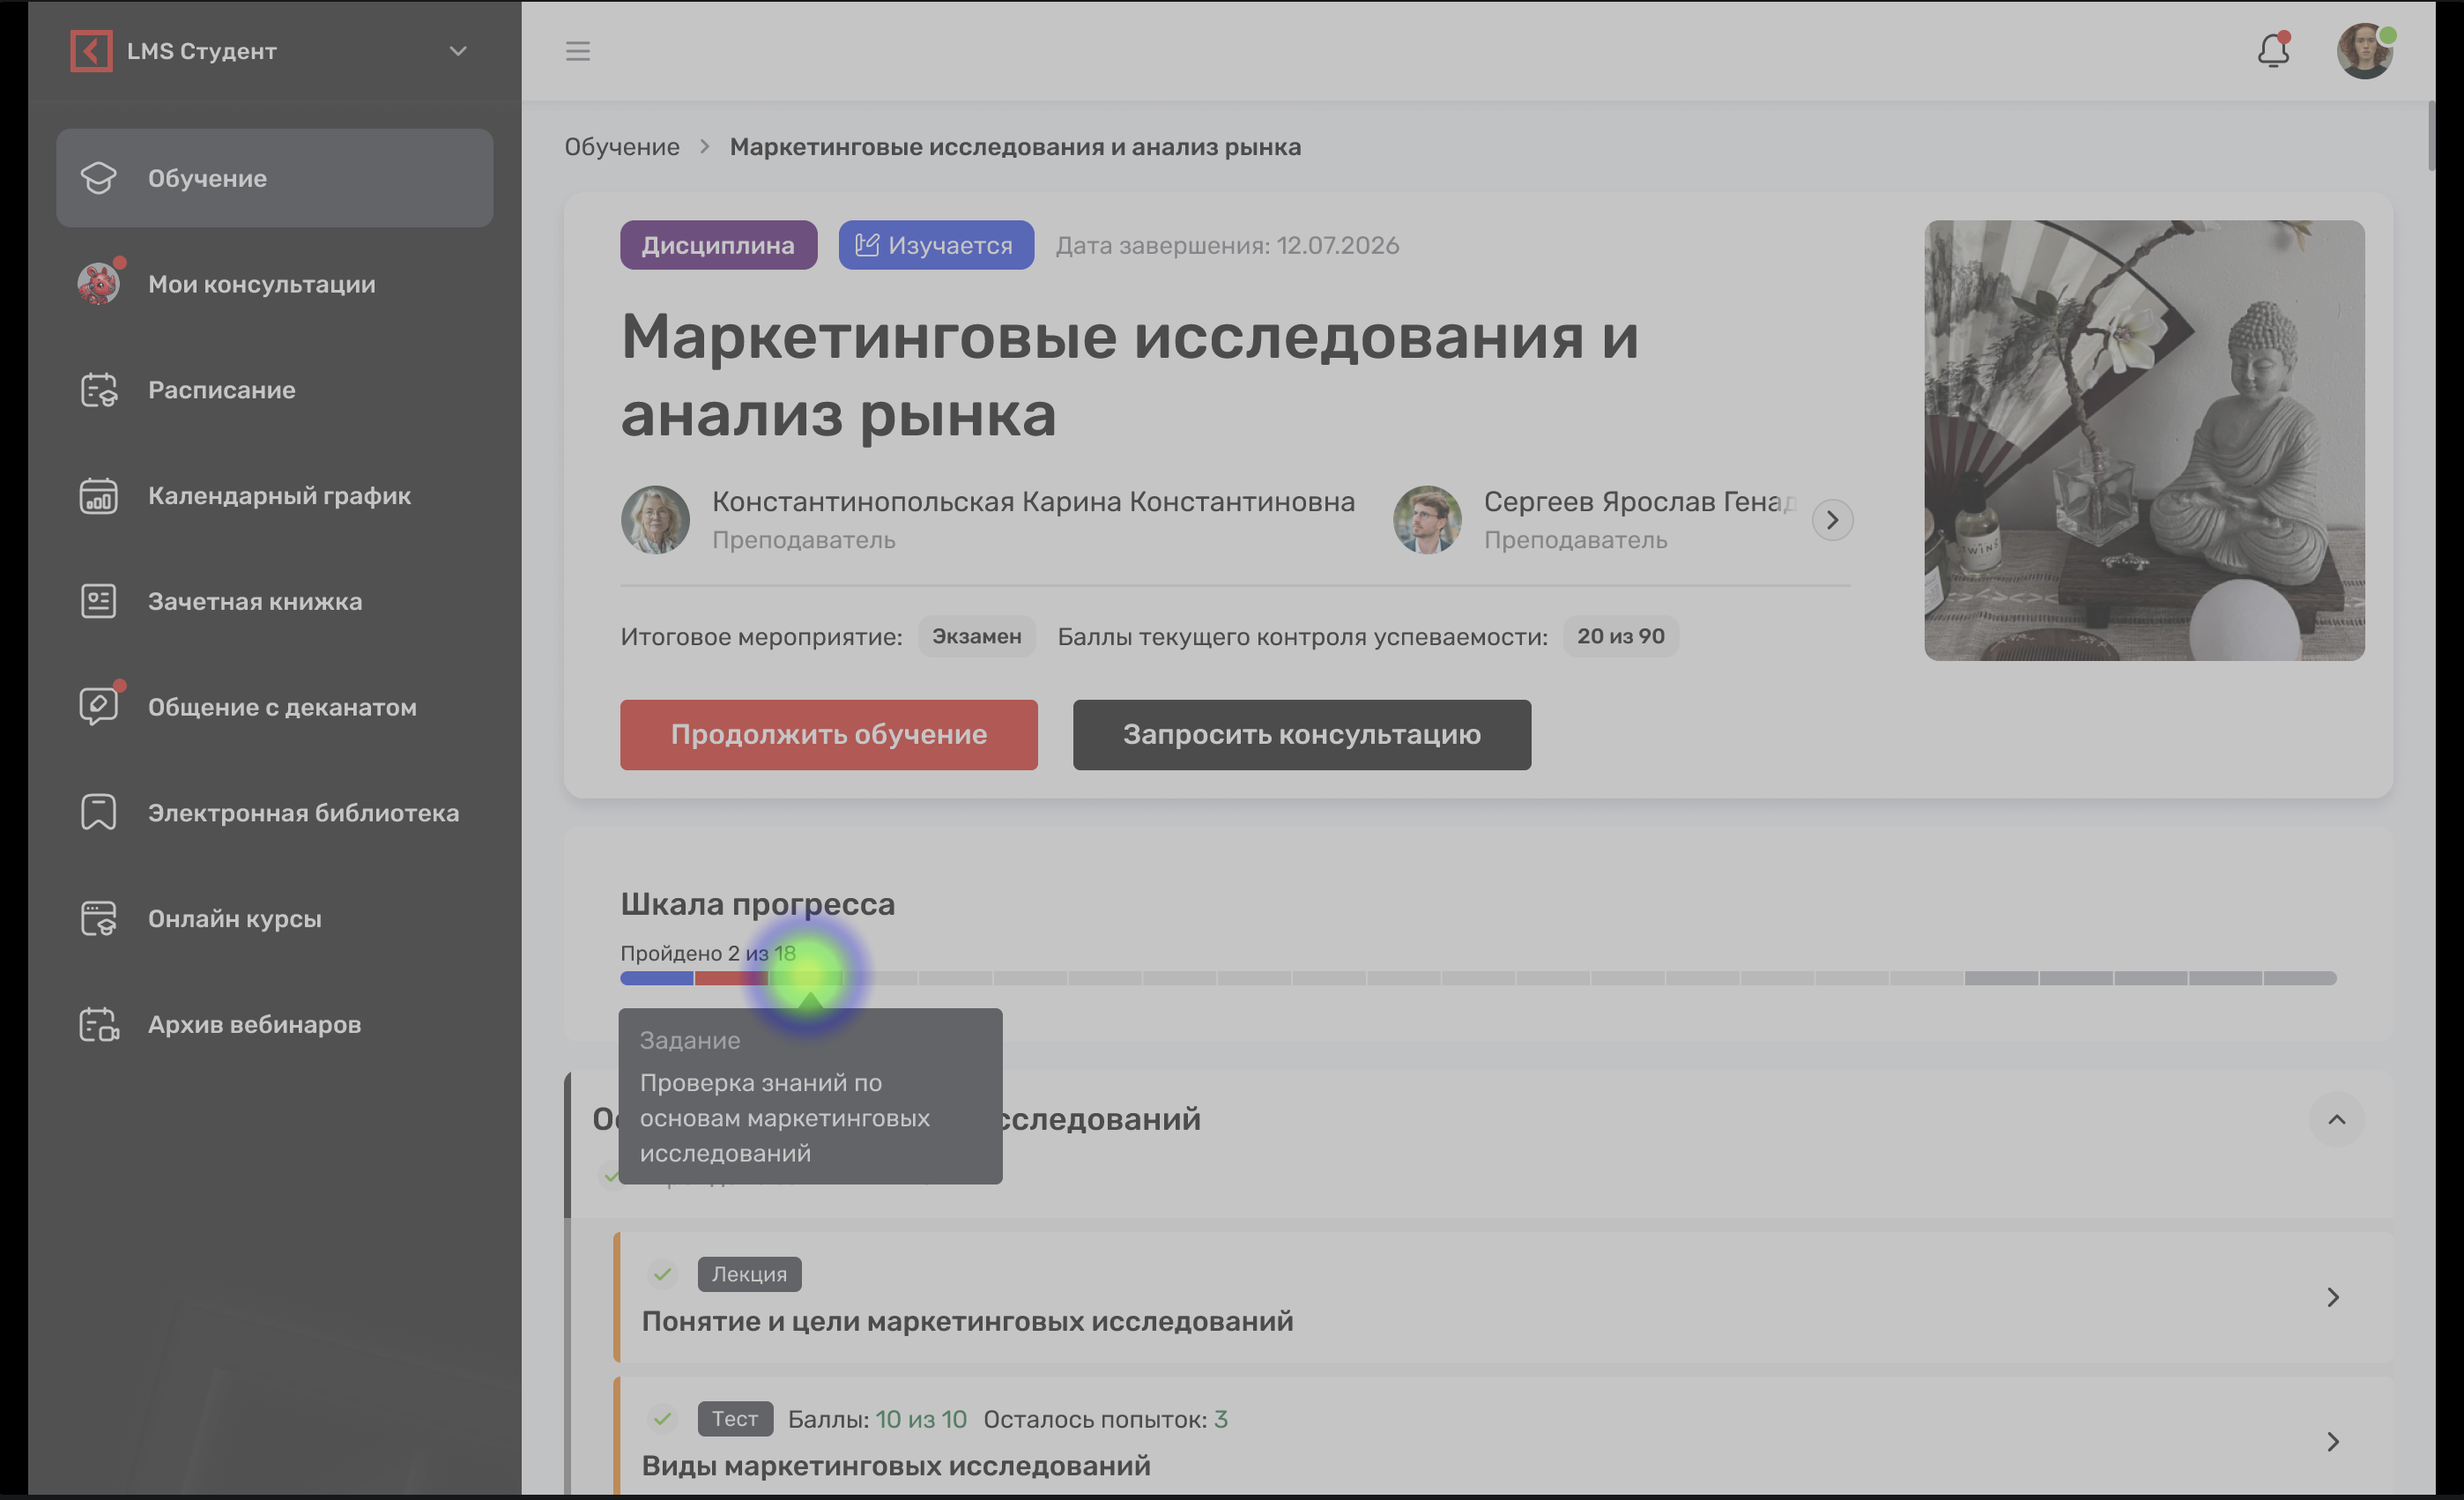 LMS Студент
Обучение
Мои консультации
Расписание
Календарный график
Зачетная книжка
Общение с деканатом
Электронная библиотека
Онлайн курсы
Архив вебинаров
Обучение > Маркетинговые исследования и анализ рынка
Дисциплина Изучается Дата завершения: 12.07.2026
Маркетинговые исследования и
анализ рынка
Константинопольская Карина Константиновна
Преподаватель
Сергеев Ярослав Генад
Преподаватель
Итоговое мероприятие: Экзамен Баллы текущего контроля успеваемости: 20 из 90
Продолжить обучение Запросить консультацию
Шкала прогресса
Пройдено 2 из 18
Задание
Проверка знаний по
основам маркетинговых
исследований
сследований
Лекция
Понятие и цели маркетинговых исследований
Тест Баллы: 10 из 10 Осталось попыток: 3
Виды маркетинговых исследований